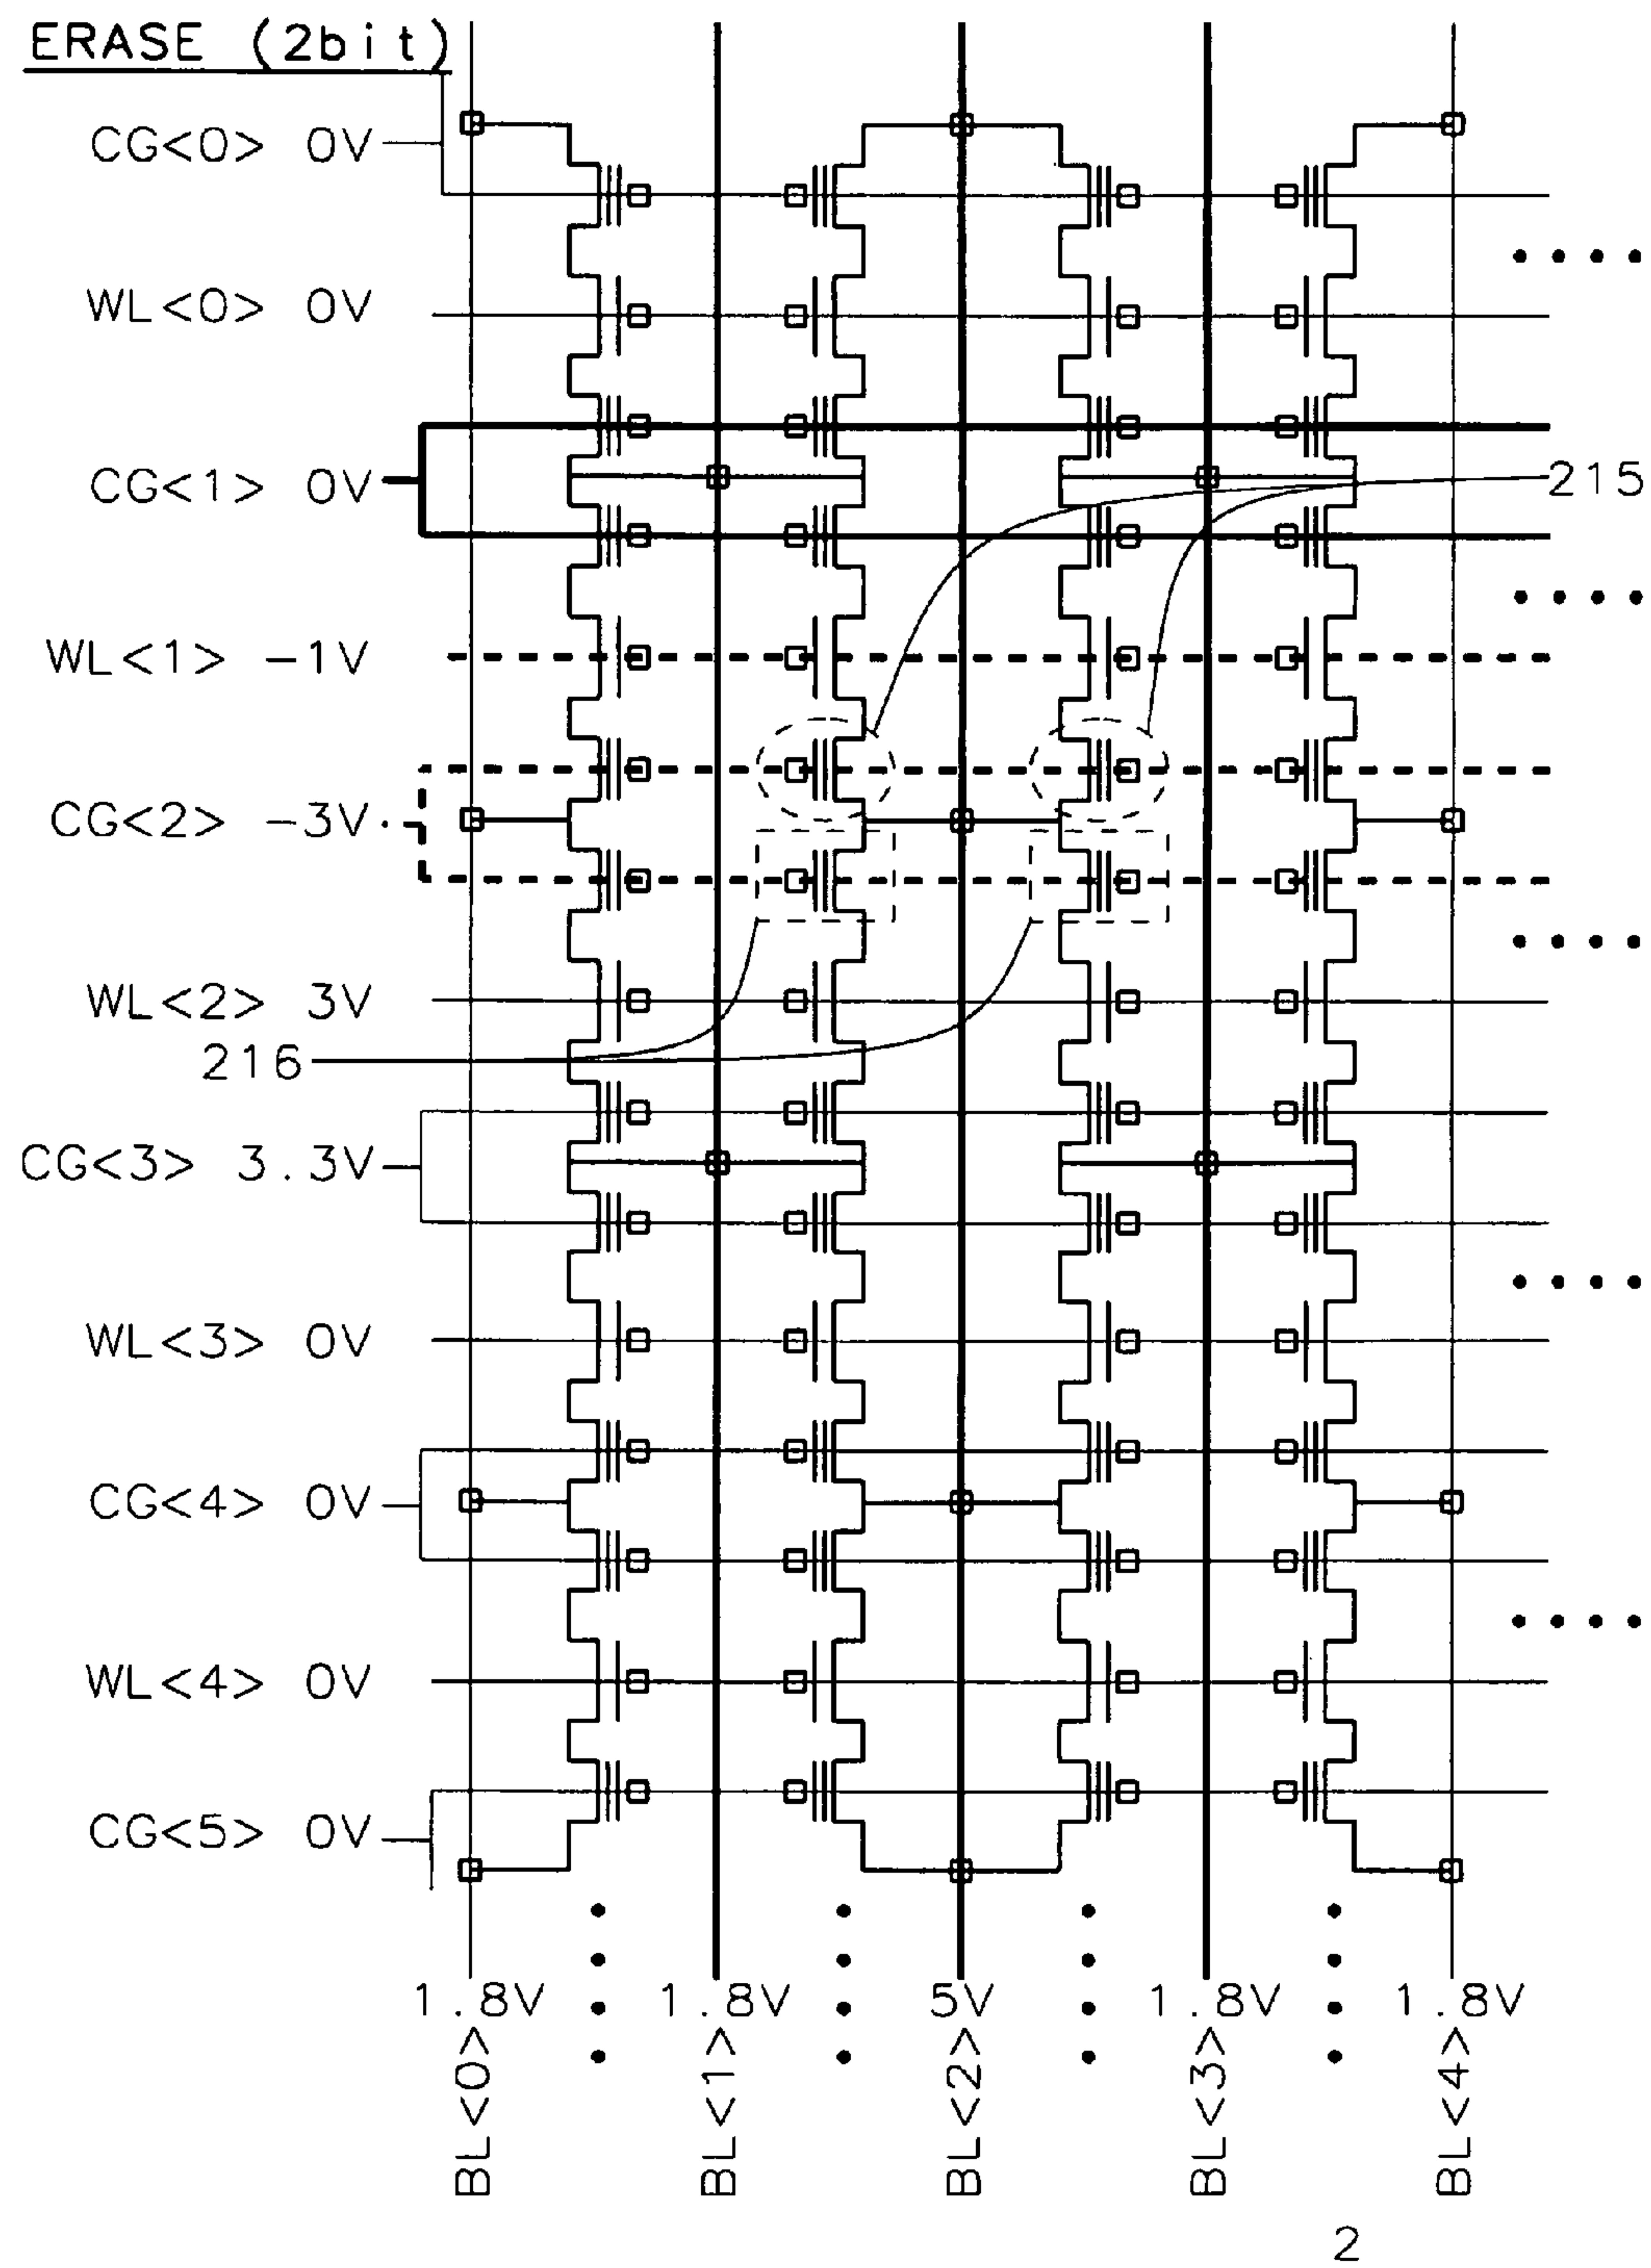 ERASE (2bit)
CG<0> 0V
WL<0> 0V
CG<1> 0V
215
WL<1> -1V
CG<2> -3V
WL<2> 3V
216
CG<3> 3.3V
WL<3> 0V
CG<4> 0V
WL<4> 0V
CG<5> 0V
1.8V 1.8V 5V 1.8V 1.8V
BL<0> BL<1> BL<2> BL<3> BL<4>
2